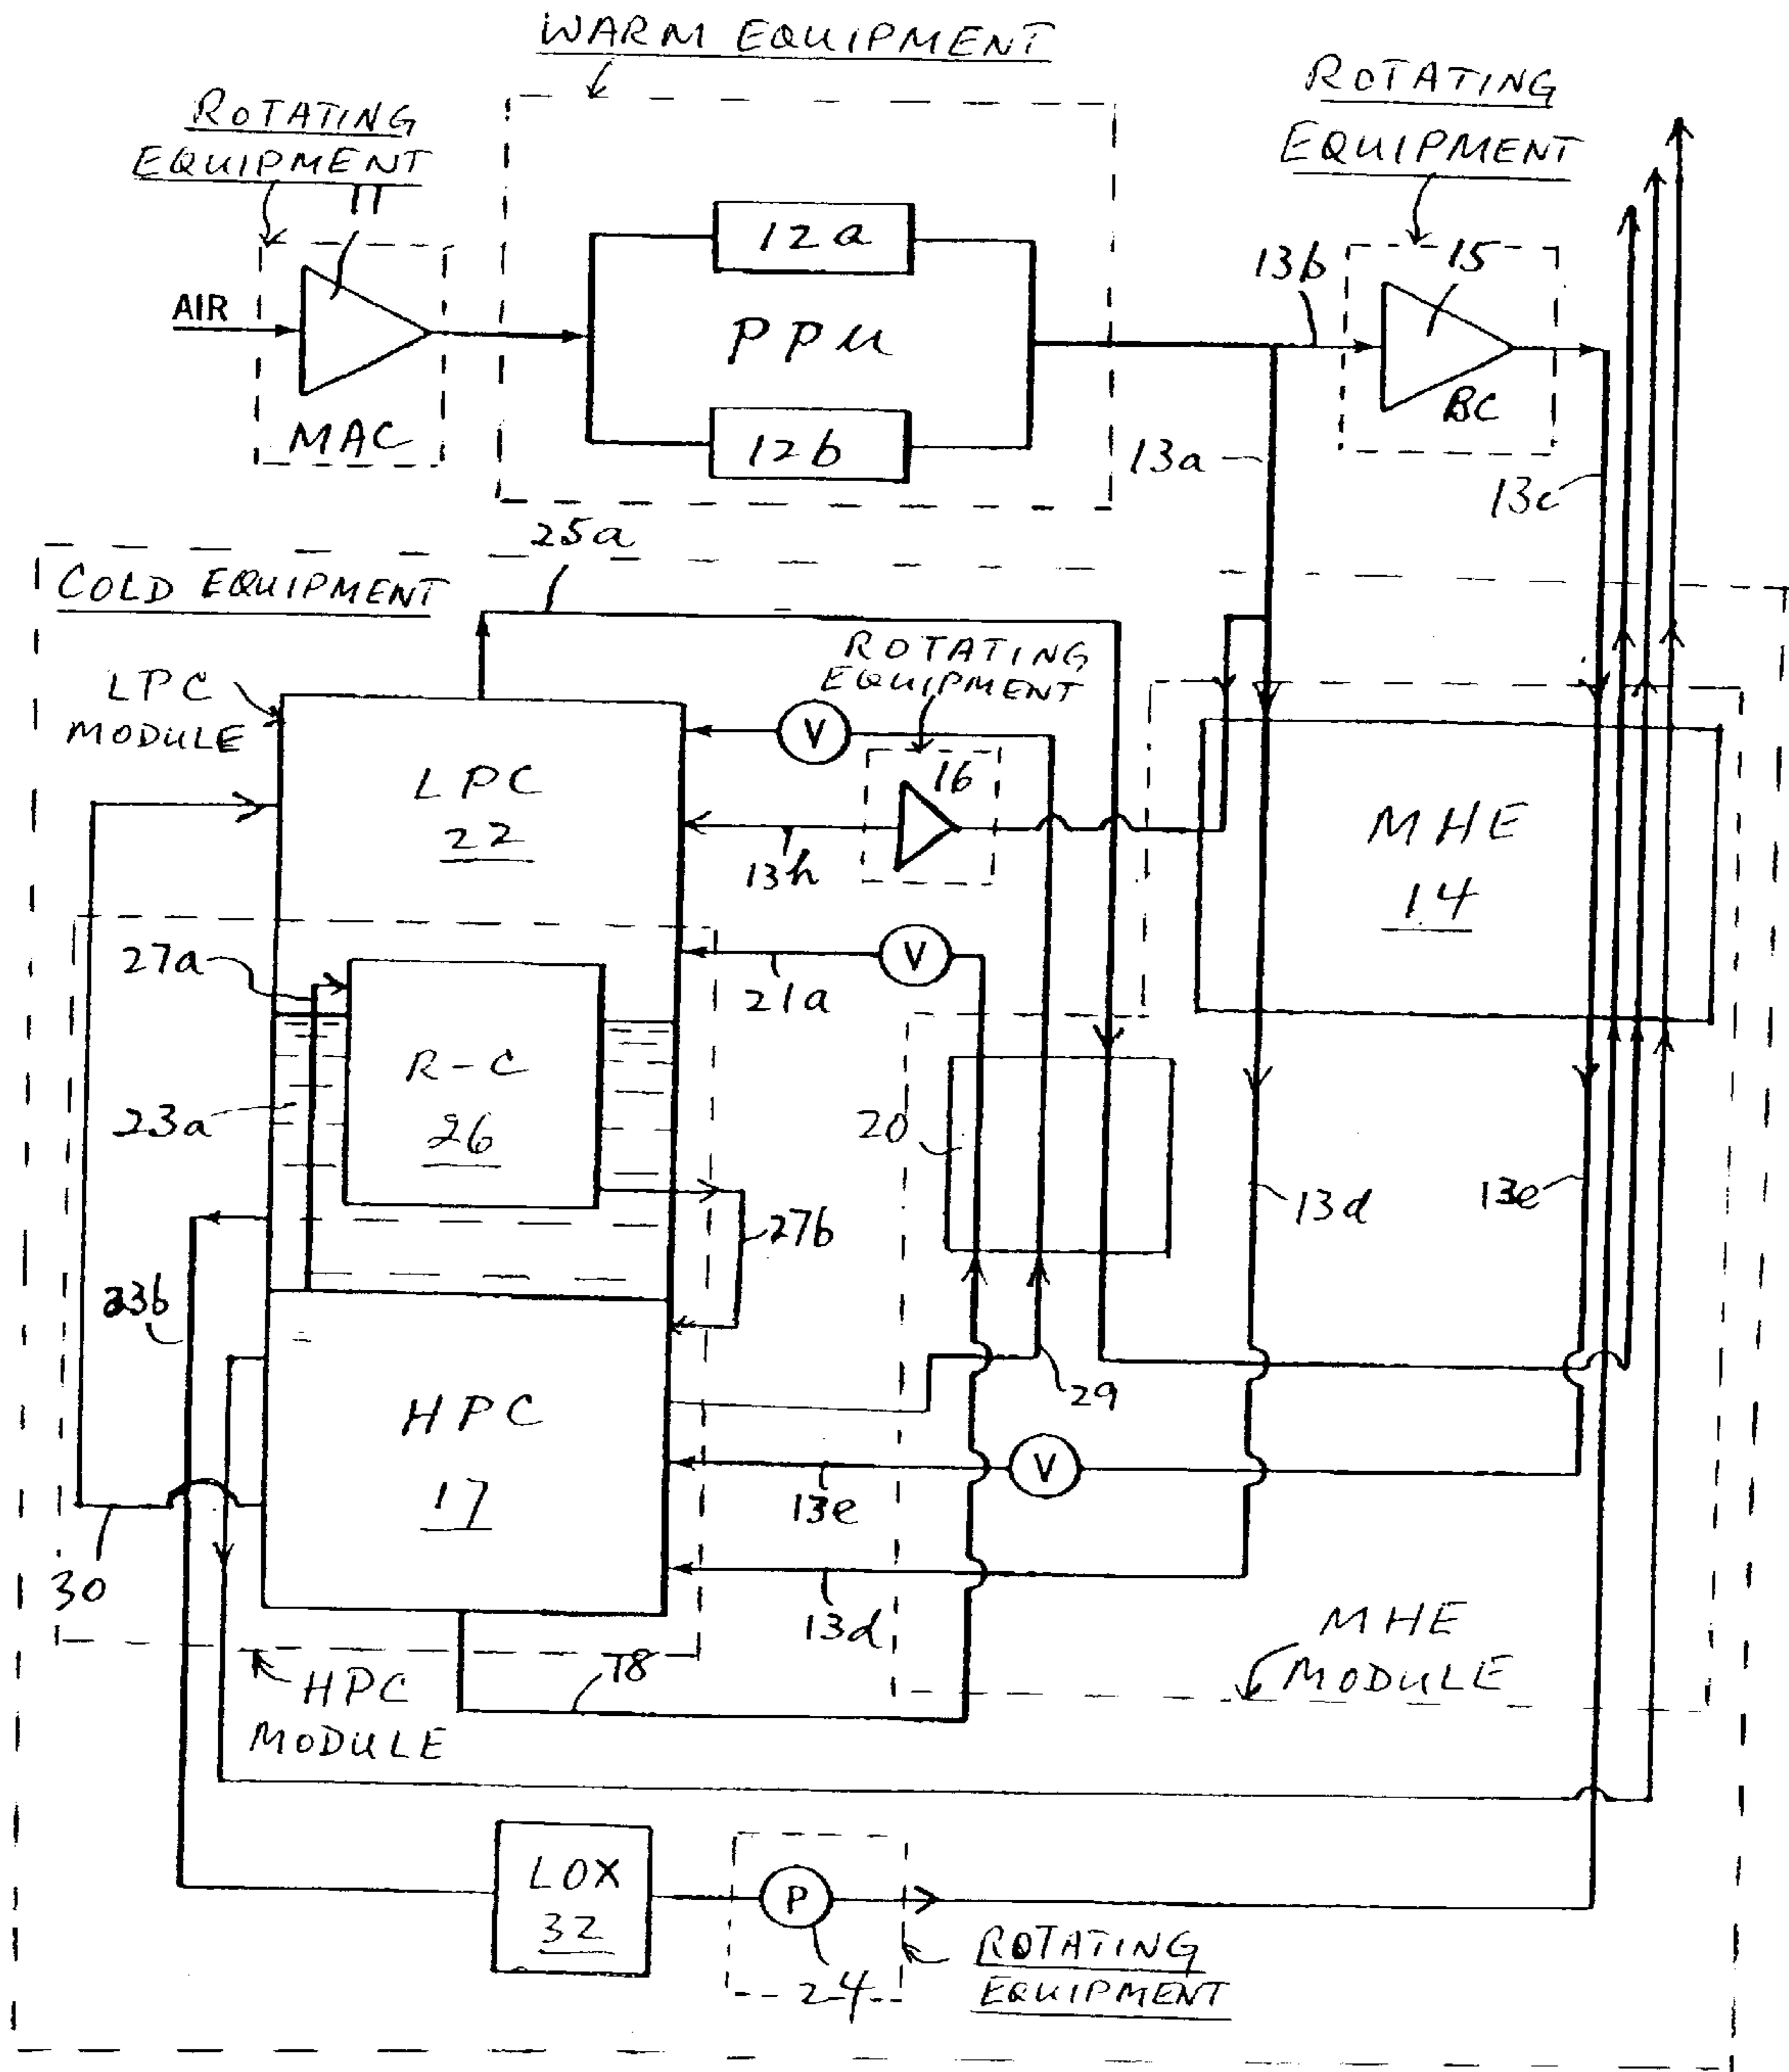 WARM EQUIPMENT
ROTATING
EQUIPMENT
ROTATING
EQUIPMENT
11
12a
15
13b
AIR
PPU
BC
MAC
12b
13a
13c
25a
COLD EQUIPMENT
ROTATING
EQUIPMENT
LPC
MODULE
V
16
LPC
22
MHE
14
13h
27a
V
21a
R-C
26
23a
20
13d
13e
27b
23b
29
HPC
17
V
13e
30
13d
MHE
MODULE
18
HPC
MODULE
LOX
32
P
24
ROTATING
EQUIPMENT